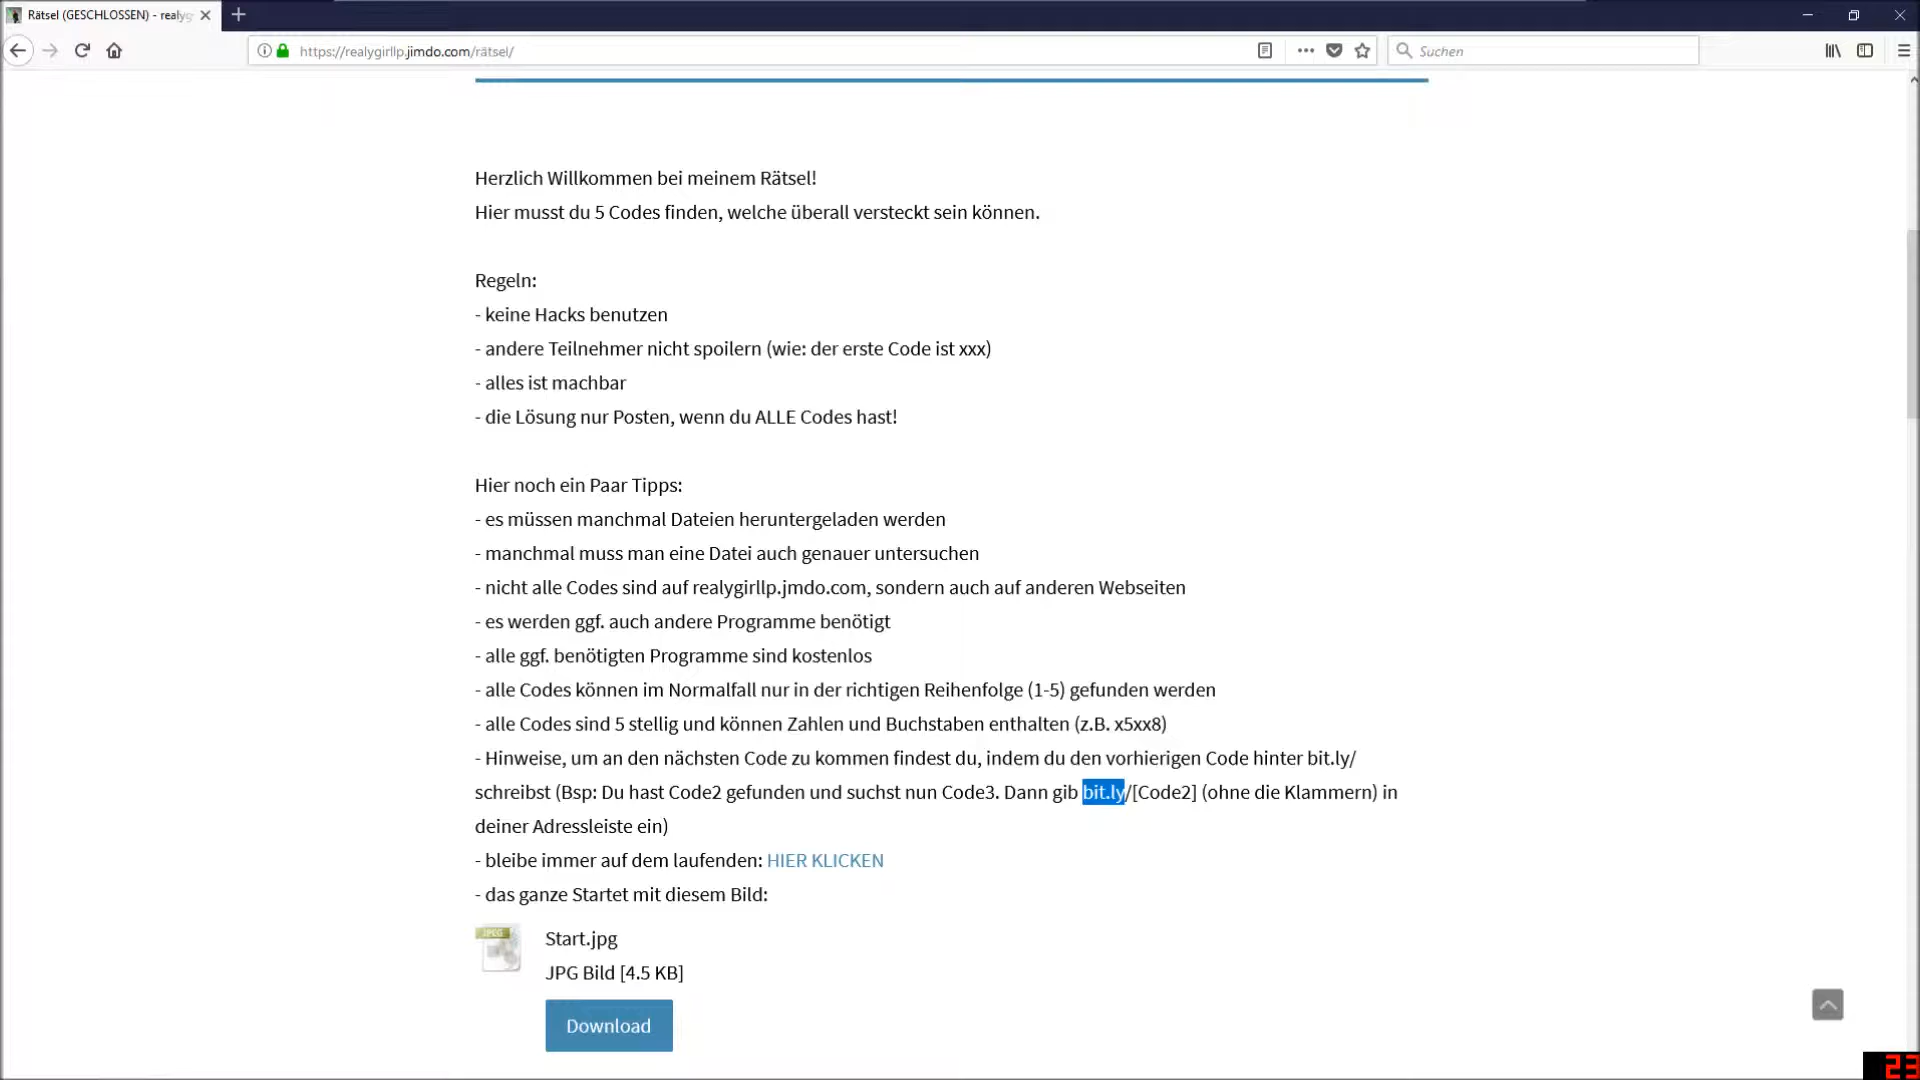 Rätsel (GESCHLOSSEN) - realyg
https://realygirllp.jimdo.com/rätsel/
Suchen
Herzlich Willkommen bei meinem Rätsel!
Hier musst du 5 Codes finden, welche überall versteckt sein können.
Regeln:
- keine Hacks benutzen
- andere Teilnehmer nicht spoilern (wie: der erste Code ist xxx)
- alles ist machbar
- die Lösung nur Posten, wenn du ALLE Codes hast!
Hier noch ein Paar Tipps:
- es müssen manchmal Dateien heruntergeladen werden
- manchmal muss man eine Datei auch genauer untersuchen
- nicht alle Codes sind auf realygirllp.jmdo.com, sondern auch auf anderen Webseiten
- es werden ggf. auch andere Programme benötigt
- alle ggf. benötigten Programme sind kostenlos
- alle Codes können im Normalfall nur in der richtigen Reihenfolge (1-5) gefunden werden
- alle Codes sind 5 stellig und können Zahlen und Buchstaben enthalten (z.B. x5xx8)
- Hinweise, um an den nächsten Code zu kommen findest du, indem du den vorhierigen Code hinter bit.ly/
schreibst (Bsp: Du hast Code2 gefunden und suchst nun Code3. Dann gib bit.ly/[Code2] (ohne die Klammern) in
deiner Adressleiste ein)
- bleibe immer auf dem laufenden: HIER KLICKEN
- das ganze Startet mit diesem Bild:
Start.jpg
JPG Bild [4.5 KB]
Download
23